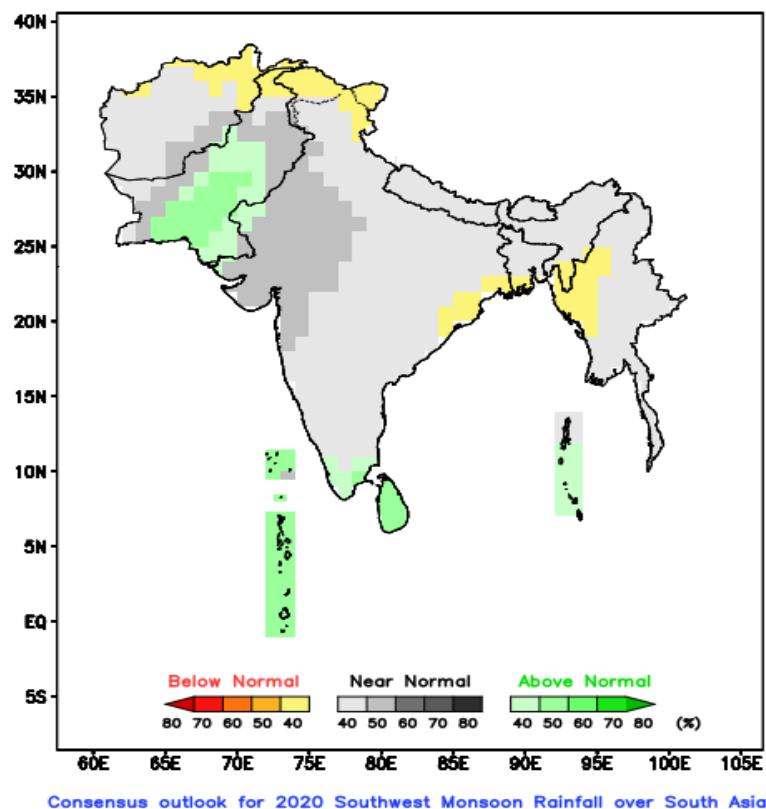 40N
35N
30N
25N
20N
15N
10N
5N
EQ
5S
Below Normal Near Normal Above Normal
80 70 60 50 40 40 50 60 70 80 40 50 60 70 80 (%)
60E 65E 70E 75E 80E 85E 90E 95E 100E 105E
Consensus outlook for 2020 Southwest Monsoon Rainfall over South Asia